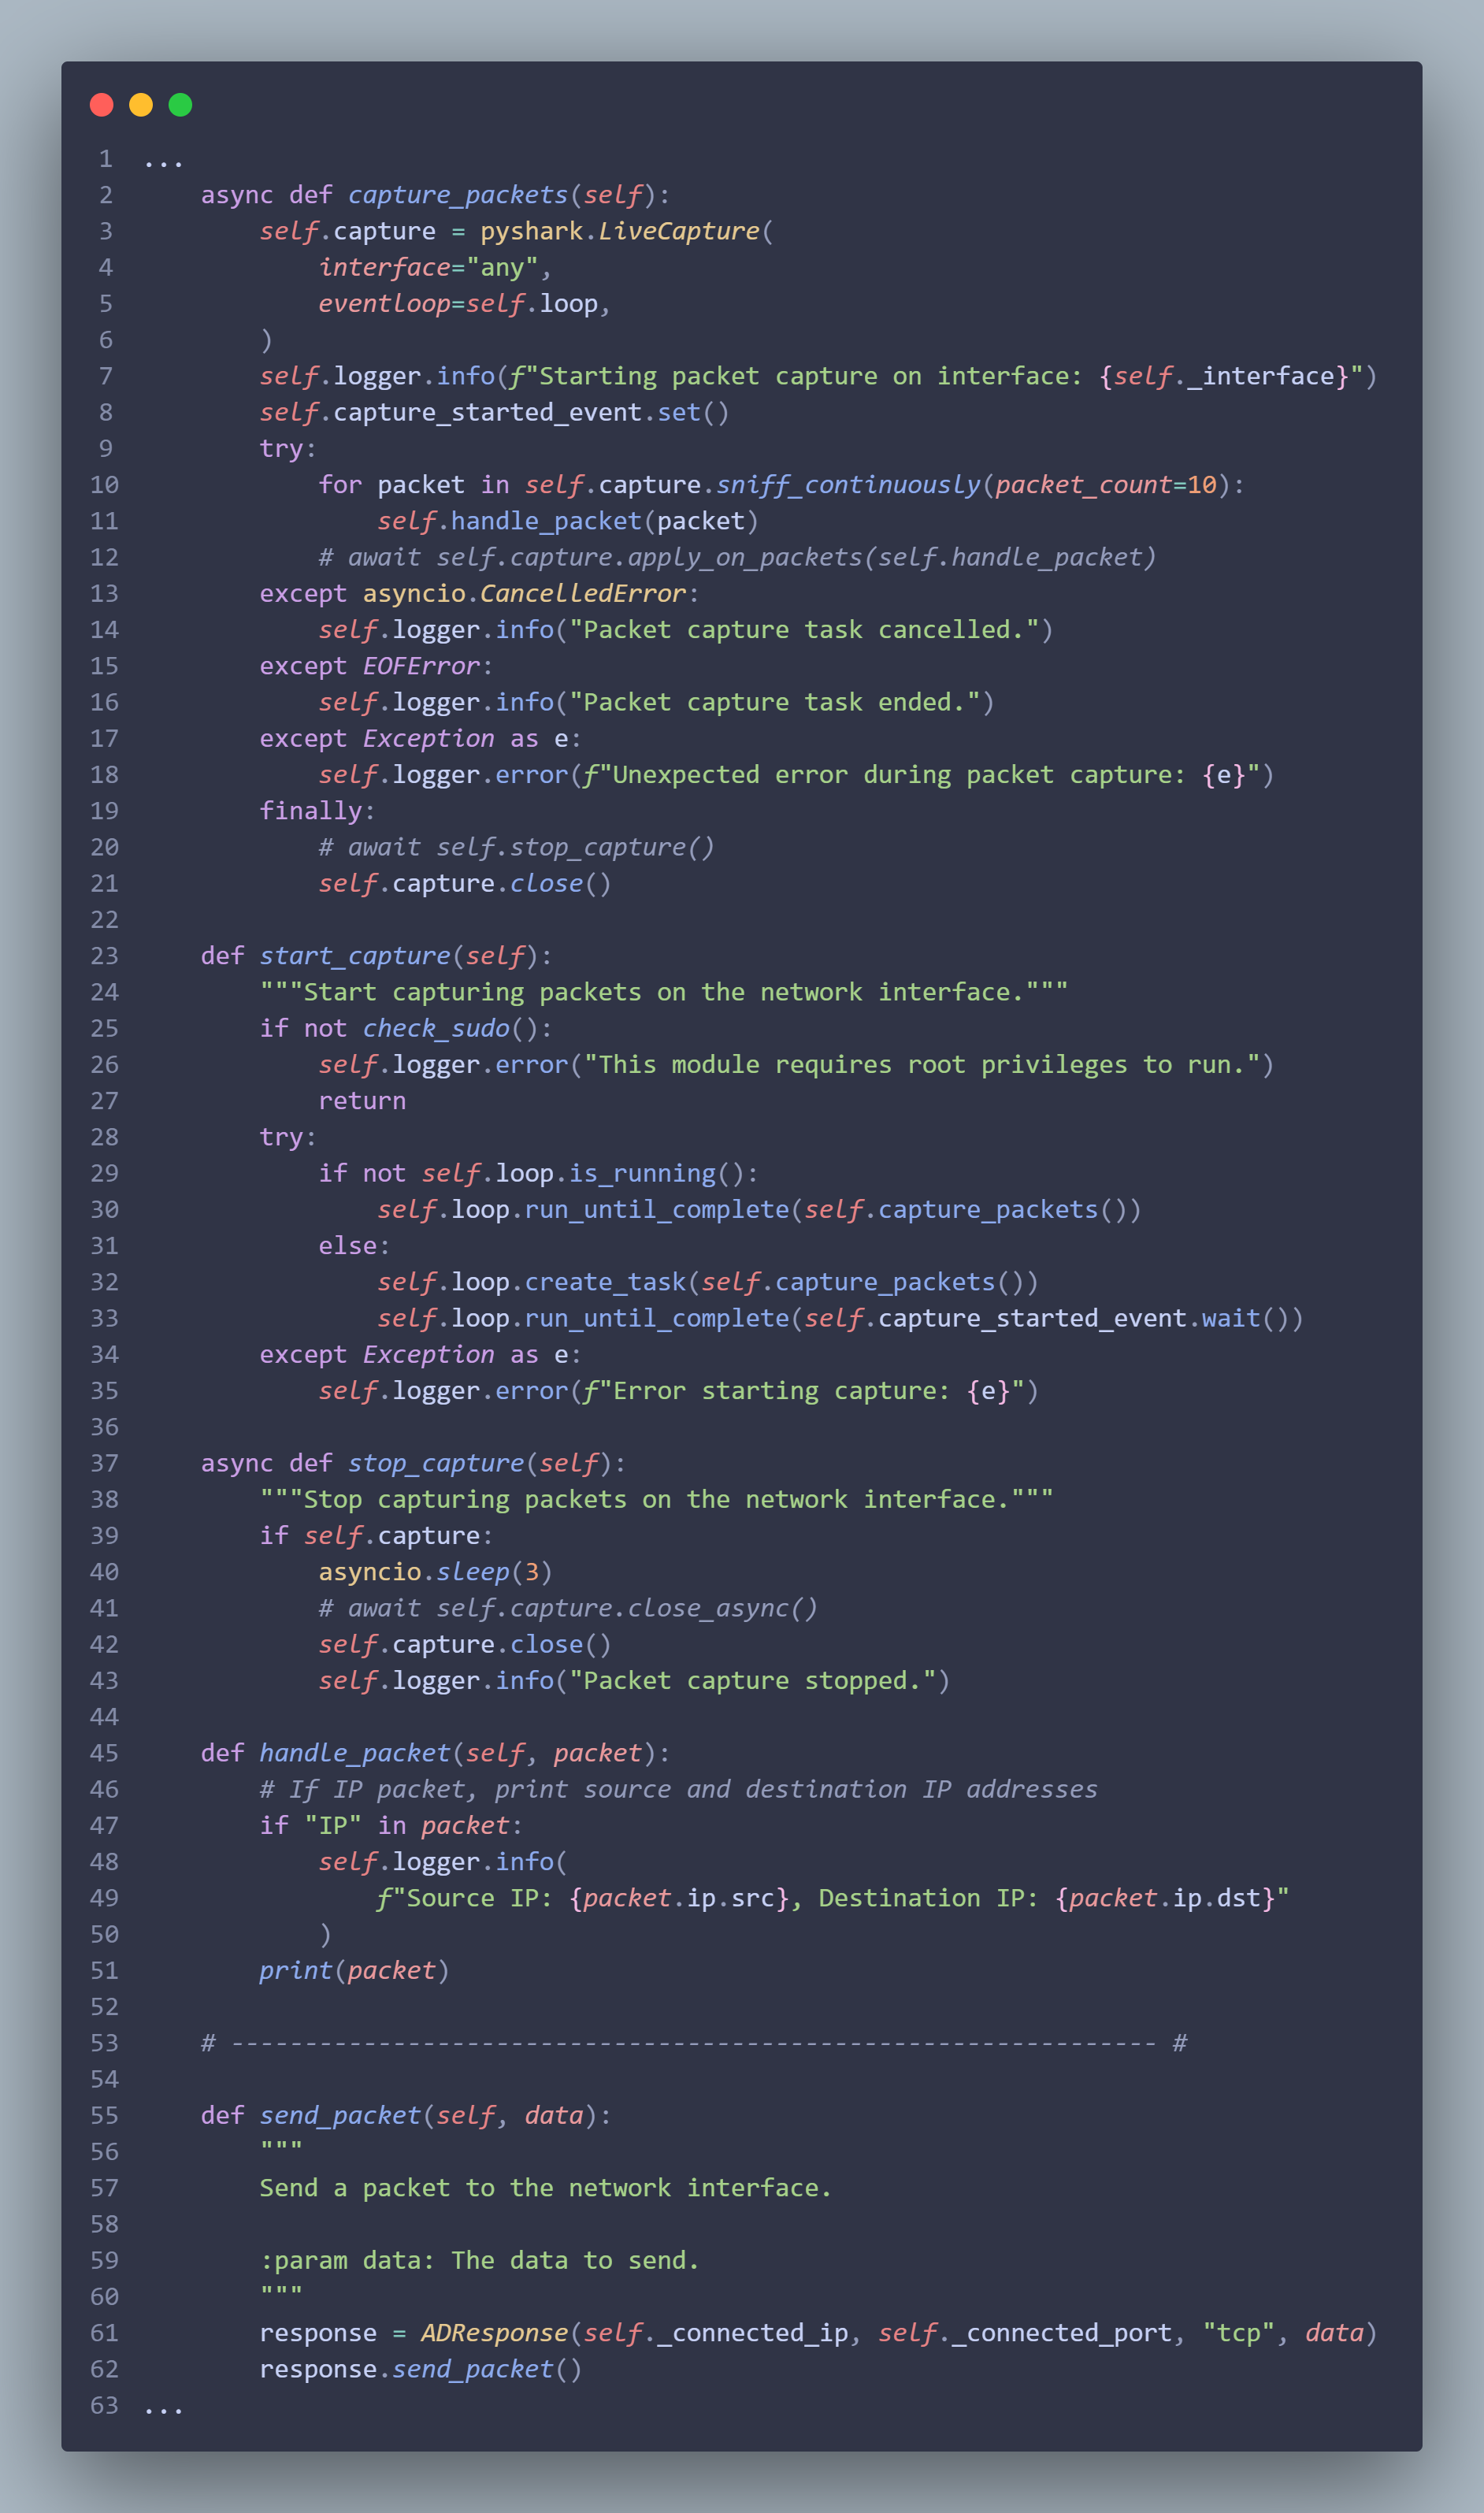 1 ...
2     async def capture_packets(self):
3         self.capture = pyshark.LiveCapture(
4             interface="any",
5             eventloop=self.loop,
6         )
7         self.logger.info(f"Starting packet capture on interface: {self._interface}")
8         self.capture_started_event.set()
9         try:
10             for packet in self.capture.sniff_continuously(packet_count=10):
11                 self.handle_packet(packet)
12             # await self.capture.apply_on_packets(self.handle_packet)
13         except asyncio.CancelledError:
14             self.logger.info("Packet capture task cancelled.")
15         except EOFError:
16             self.logger.info("Packet capture task ended.")
17         except Exception as e:
18             self.logger.error(f"Unexpected error during packet capture: {e}")
19         finally:
20             # await self.stop_capture()
21             self.capture.close()
22
23     def start_capture(self):
24         """Start capturing packets on the network interface."""
25         if not check_sudo():
26             self.logger.error("This module requires root privileges to run.")
27             return
28         try:
29             if not self.loop.is_running():
30                 self.loop.run_until_complete(self.capture_packets())
31             else:
32                 self.loop.create_task(self.capture_packets())
33                 self.loop.run_until_complete(self.capture_started_event.wait())
34         except Exception as e:
35             self.logger.error(f"Error starting capture: {e}")
36
37     async def stop_capture(self):
38         """Stop capturing packets on the network interface."""
39         if self.capture:
40             asyncio.sleep(3)
41             # await self.capture.close_async()
42             self.capture.close()
43             self.logger.info("Packet capture stopped.")
44
45     def handle_packet(self, packet):
46         # If IP packet, print source and destination IP addresses
47         if "IP" in packet:
48             self.logger.info(
49                 f"Source IP: {packet.ip.src}, Destination IP: {packet.ip.dst}"
50             )
51         print(packet)
52
53     # --------------------------------------------------------------- #
54
55     def send_packet(self, data):
56         """
57         Send a packet to the network interface.
58
59         :param data: The data to send.
60         """
61         response = ADResponse(self._connected_ip, self._connected_port, "tcp", data)
62         response.send_packet()
63 ...